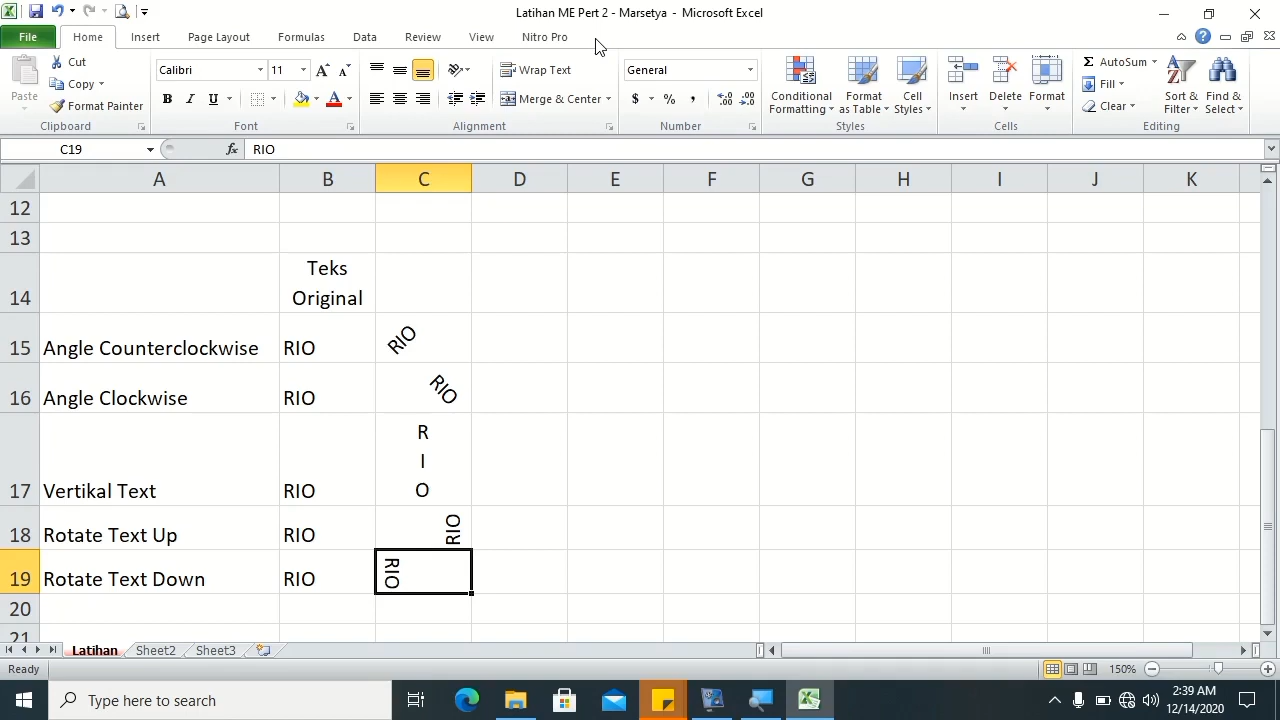 Latihan ME Pert 2 - Marsetya - Microsoft Excel
File Home Insert Page Layout Formulas Data Review View Nitro Pro
Paste
Cut
Copy
Format Painter
Clipboard
Calibri 11
B I U A
Font
Wrap Text
Merge & Center
Alignment
General
$ % , .00 .0
Number
Conditional Formatting
Format as Table
Cell Styles
Styles
Insert Delete Format
Cells
AutoSum
Fill
Clear
Sort & Filter
Find & Select
Editing
C19 fx RIO
A B C D E F G H I J K
12
13
14 Teks Original
15 Angle Counterclockwise RIO RIO
16 Angle Clockwise RIO RIO
17 Vertikal Text RIO RIO
18 Rotate Text Up RIO RIO
19 Rotate Text Down RIO RIO
20
21
Latihan Sheet2 Sheet3
Ready 150%
Type here to search
2:39 AM
12/14/2020